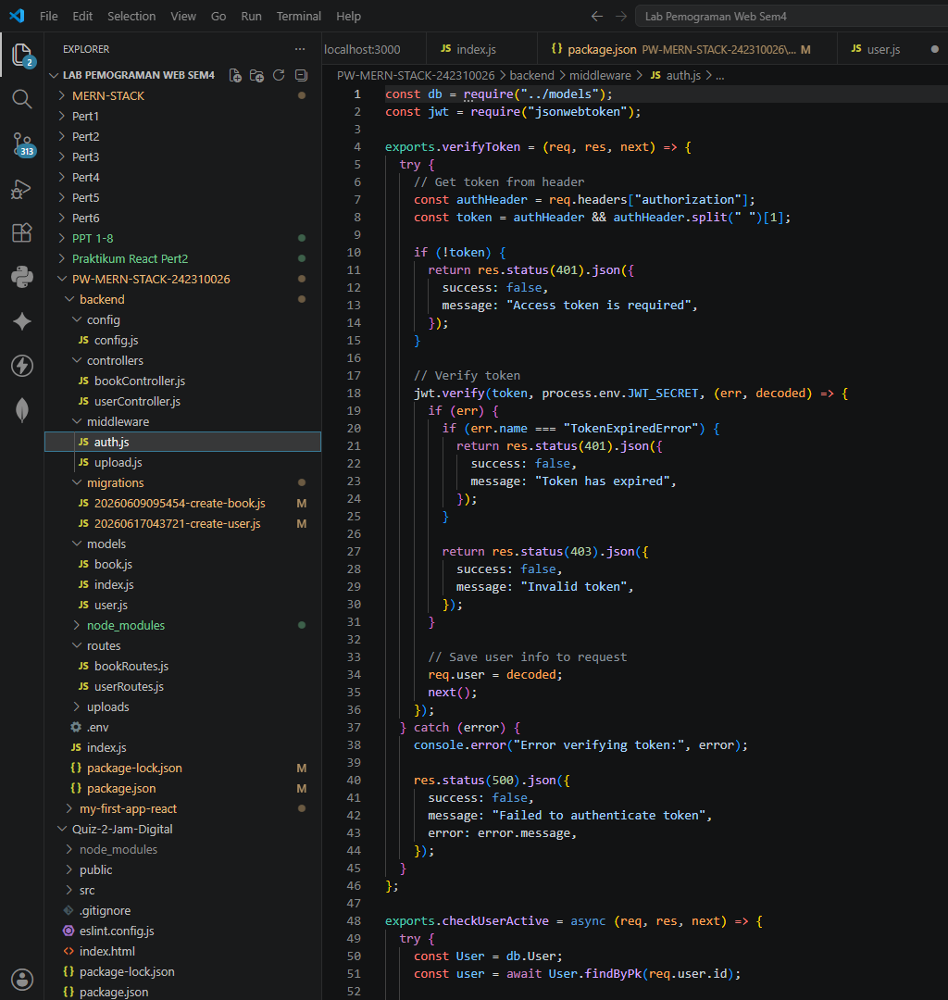 File Edit Selection View Go Run Terminal Help
Lab Pemograman Web Sem4
EXPLORER
LAB PEMOGRAMAN WEB SEM4
MERN-STACK
Pert1
Pert2
Pert3
Pert4
Pert5
Pert6
PPT 1-8
Praktikum React Pert2
PW-MERN-STACK-242310026
backend
config
JS config.js
controllers
JS bookController.js
JS userController.js
middleware
JS auth.js
JS upload.js
migrations
JS 20260609095454-create-book.js M
JS 20260617043721-create-user.js M
models
JS book.js
JS index.js
JS user.js
node_modules
routes
JS bookRoutes.js
JS userRoutes.js
uploads
.env
JS index.js
{} package-lock.json M
{} package.json M
my-first-app-react
Quiz-2-Jam-Digital
node_modules
public
src
.gitignore
eslint.config.js
<> index.html
{} package-lock.json
{} package.json
2
313
localhost:3000
JS index.js
{} package.json PW-MERN-STACK-242310026\... M
JS user.js
PW-MERN-STACK-242310026 > backend > middleware > JS auth.js > ...
1 const db = require("../models");
2 const jwt = require("jsonwebtoken");
3
4 exports.verifyToken = (req, res, next) => {
5 try {
6 // Get token from header
7 const authHeader = req.headers["authorization"];
8 const token = authHeader && authHeader.split(" ")[1];
9
10 if (!token) {
11 return res.status(401).json({
12 success: false,
13 message: "Access token is required",
14 });
15 }
16
17 // Verify token
18 jwt.verify(token, process.env.JWT_SECRET, (err, decoded) => {
19 if (err) {
20 if (err.name === "TokenExpiredError") {
21 return res.status(401).json({
22 success: false,
23 message: "Token has expired",
24 });
25 }
26
27 return res.status(403).json({
28 success: false,
29 message: "Invalid token",
30 });
31 }
32
33 // Save user info to request
34 req.user = decoded;
35 next();
36 });
37 } catch (error) {
38 console.error("Error verifying token:", error);
39
40 res.status(500).json({
41 success: false,
42 message: "Failed to authenticate token",
43 error: error.message,
44 });
45 }
46 };
47
48 exports.checkUserActive = async (req, res, next) => {
49 try {
50 const User = db.User;
51 const user = await User.findByPk(req.user.id);
52